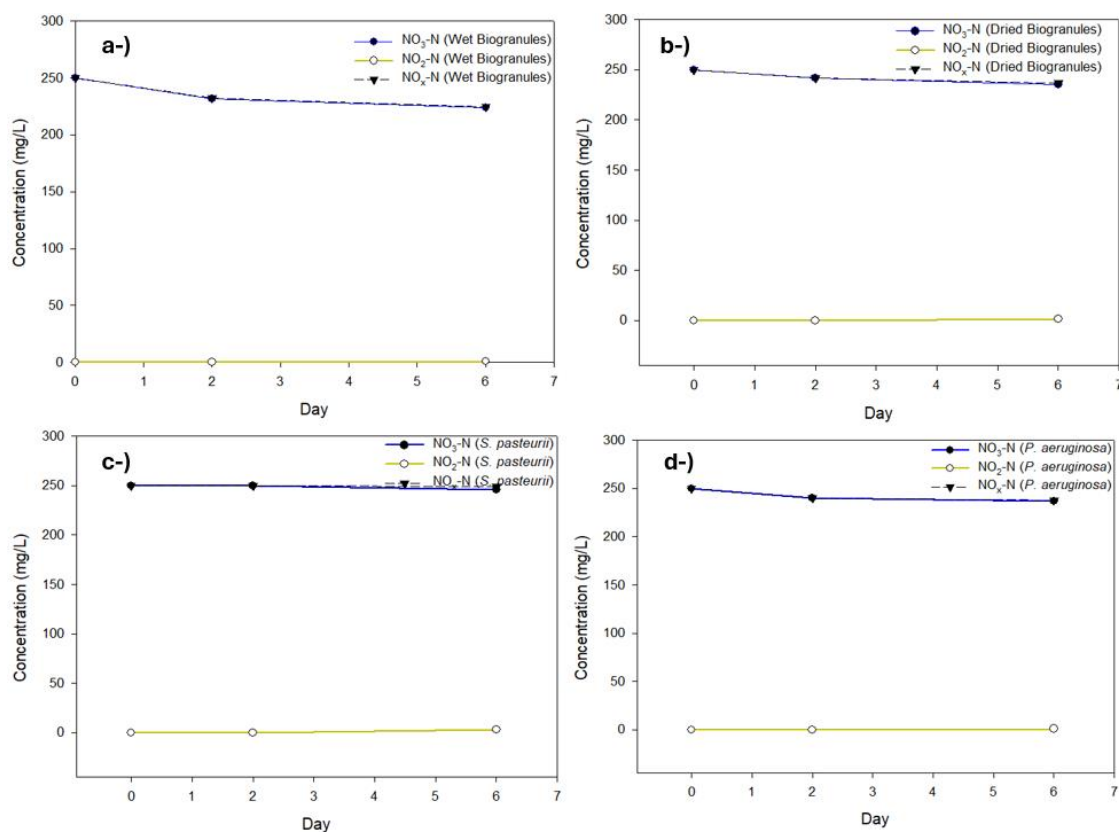 a-)
NO₃-N (Wet Biogranules)
NO₂-N (Wet Biogranules)
NOₓ-N (Wet Biogranules)
300
250
200
150
100
50
0
Concentration (mg/L)
0 1 2 3 4 5 6 7
Day
b-)
NO₃-N (Dried Biogranules)
NO₂-N (Dried Biogranules)
NOₓ-N (Dried Biogranules)
300
250
200
150
100
50
0
Concentration (mg/L)
0 1 2 3 4 5 6 7
Day
c-)
NO₃-N (S. pasteurii)
NO₂-N (S. pasteurii)
NOₓ-N (S. pasteurii)
300
250
200
150
100
50
0
Concentration (mg/L)
0 1 2 3 4 5 6 7
Day
d-)
NO₃-N (P. aeruginosa)
NO₂-N (P. aeruginosa)
NOₓ-N (P. aeruginosa)
300
250
200
150
100
50
0
Concentration (mg/L)
0 1 2 3 4 5 6 7
Day